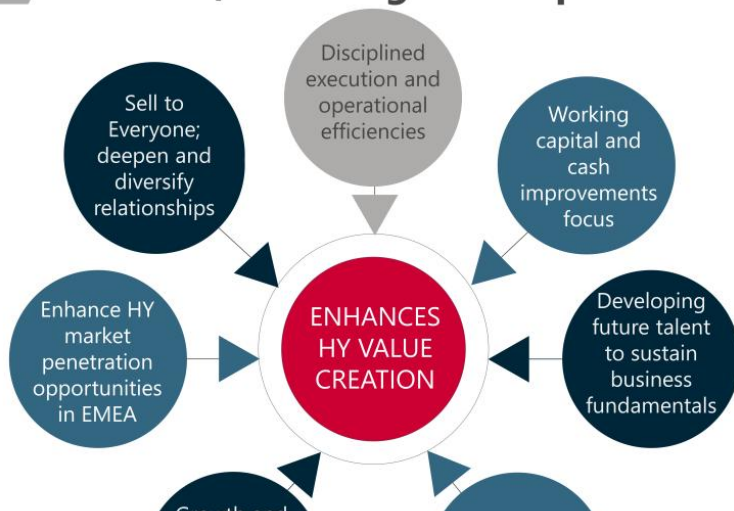 Disciplined
execution and
operational
efficiencies
Sell to
Everyone;
deepen and
diversify
relationships
Working
capital and
cash
improvements
focus
Enhance HY
market
penetration
opportunities
in EMEA
ENHANCES
HY VALUE
CREATION
Developing
future talent
to sustain
business
fundamentals